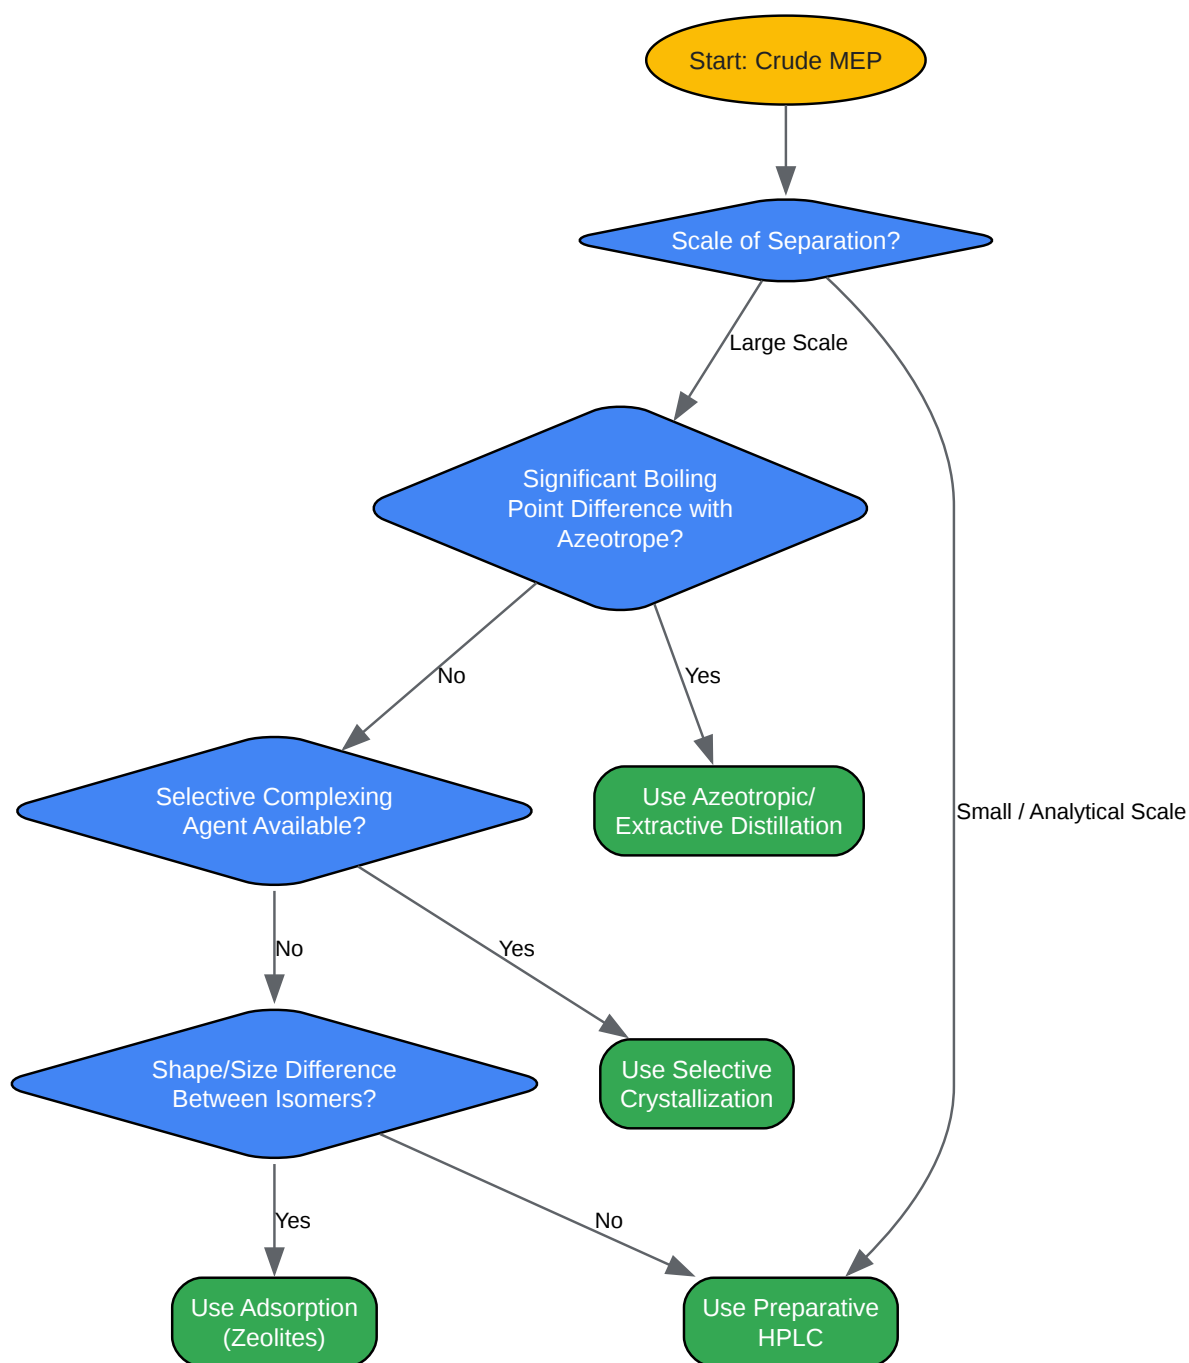 Start: Crude MEP
Scale of Separation?
Large Scale
Significant Boiling
Point Difference with
Azeotrope?
No
Yes
Selective Complexing
Agent Available?
Use Azeotropic/
Extractive Distillation
Small / Analytical Scale
No
Yes
Shape/Size Difference
Between Isomers?
Use Selective
Crystallization
Yes
No
Use Adsorption
(Zeolites)
Use Preparative
HPLC